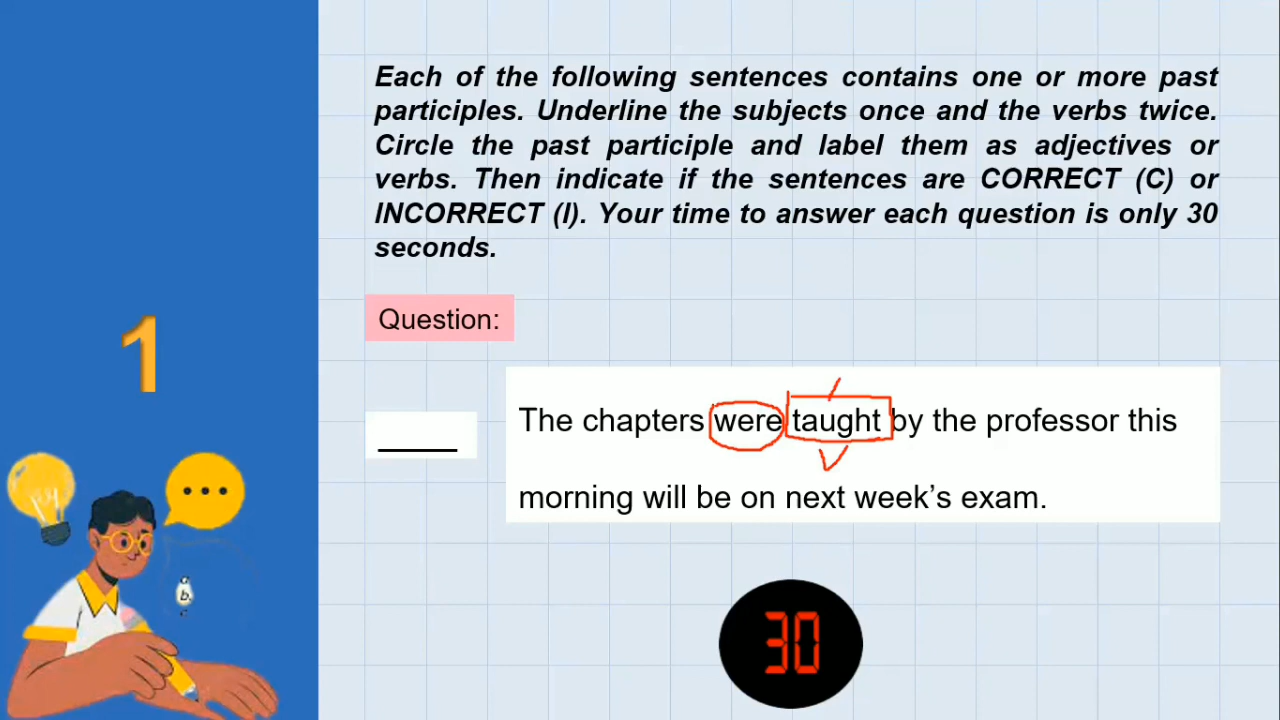 Each of the following sentences contains one or more past
participles. Underline the subjects once and the verbs twice.
Circle the past participle and label them as adjectives or
verbs. Then indicate if the sentences are CORRECT (C) or
INCORRECT (I). Your time to answer each question is only 30
seconds.
1
Question:
The chapters were taught by the professor this
V
morning will be on next week’s exam.
b.
30